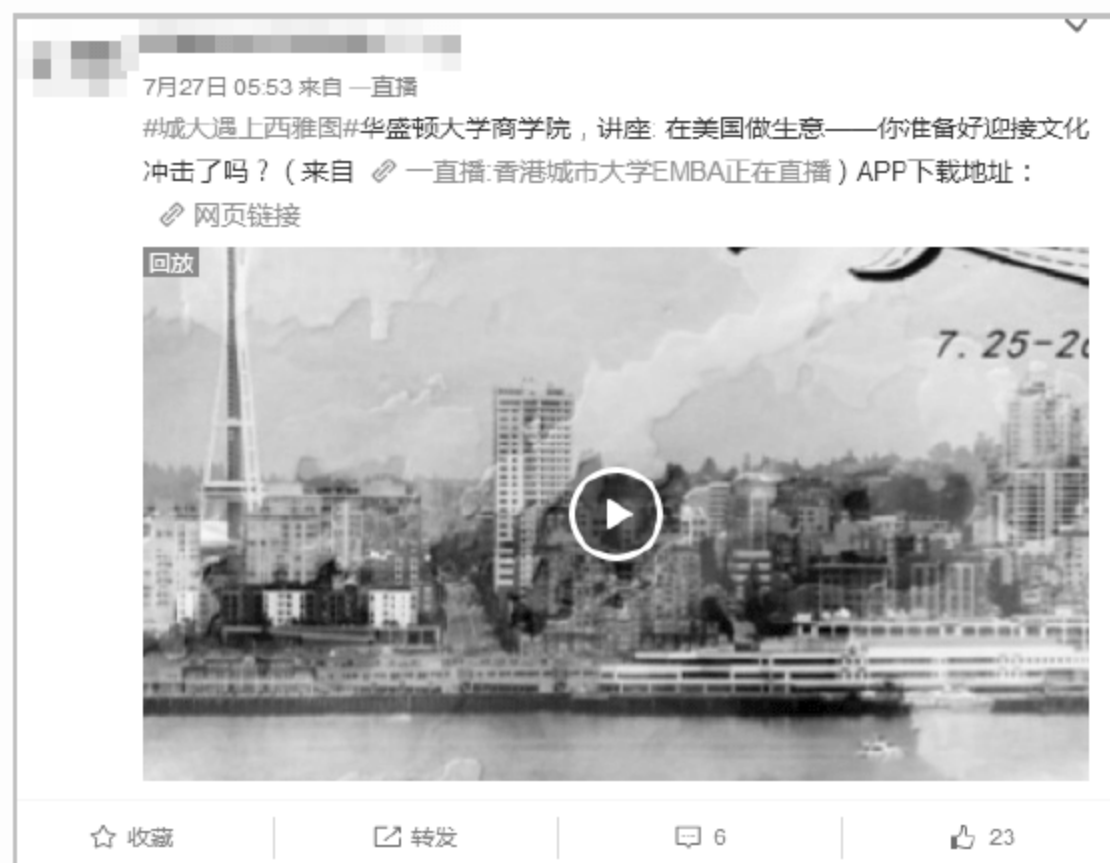 7月27日 05:53 来自 一直播
#城大遇上西雅图#华盛顿大学商学院，讲座: 在美国做生意——你准备好迎接文化
冲击了吗？（来自 一直播:香港城市大学EMBA正在直播）APP下载地址：
网页链接
回放
7. 25-2
收藏 转发 6 23